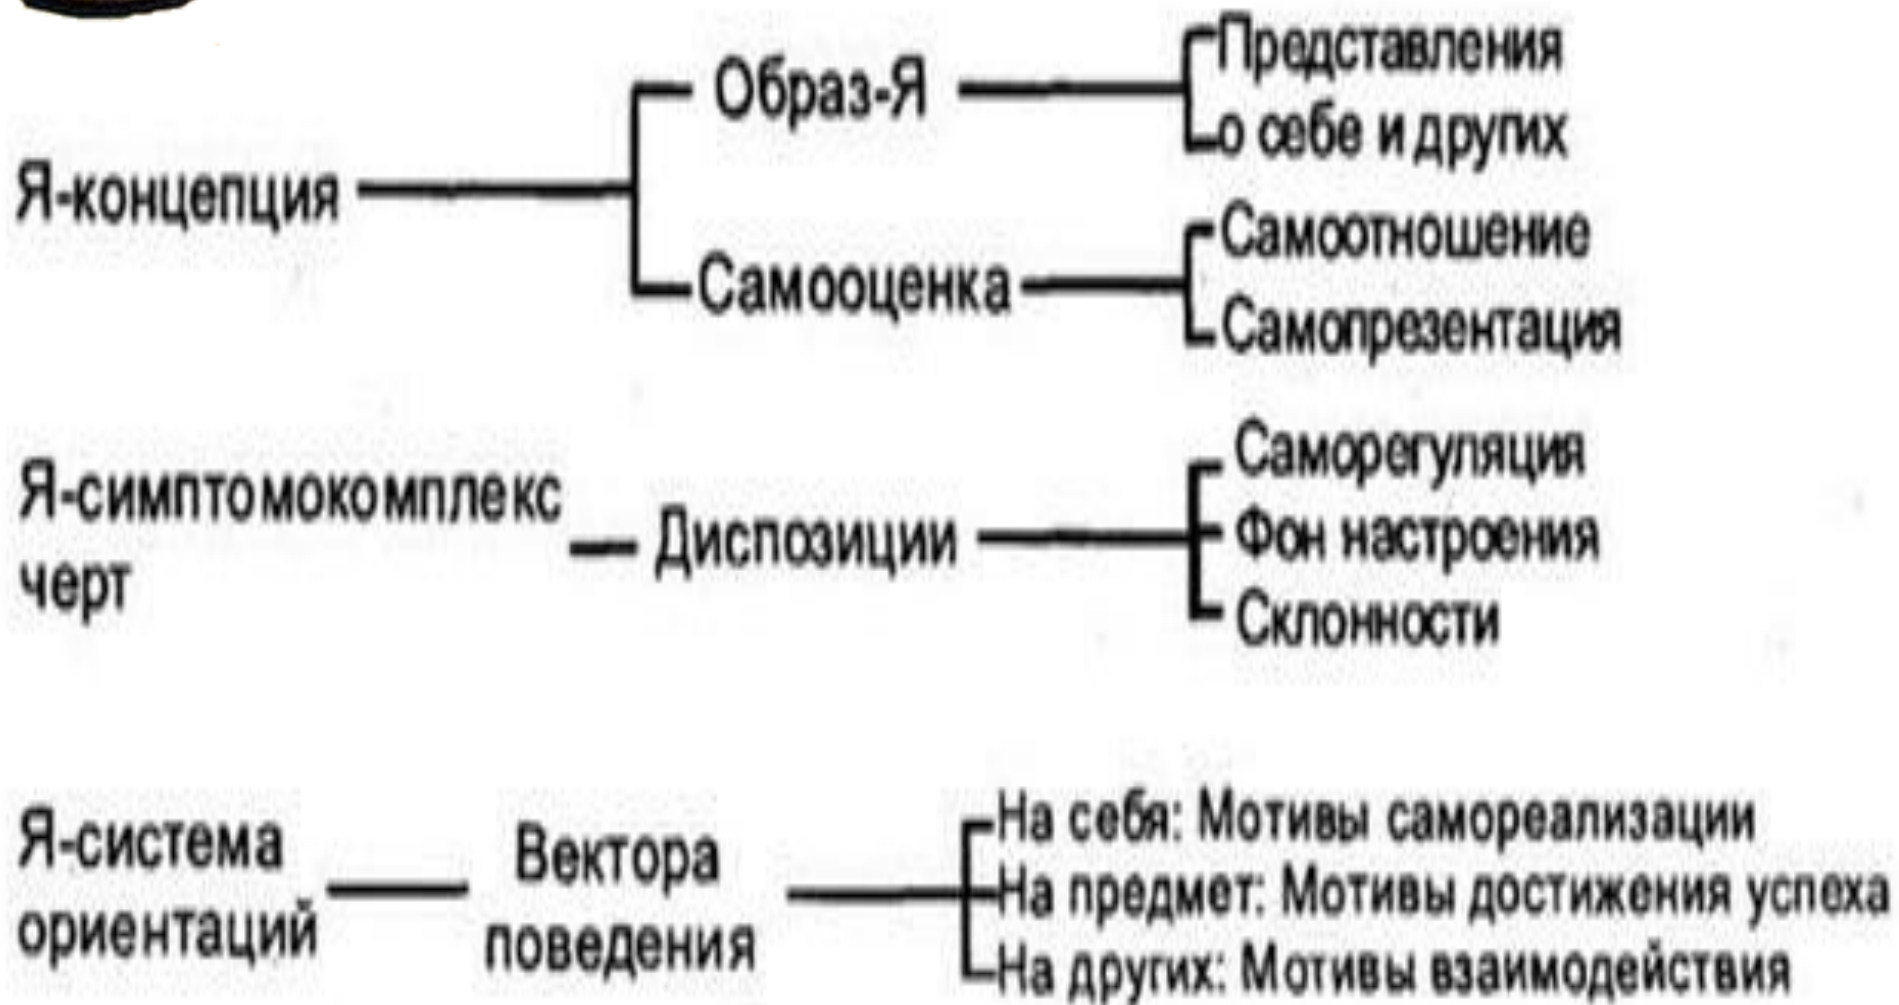 Я-концепция
Образ-Я
Представления
о себе и других
Самооценка
Самоотношение
Самопрезентация
Я-симптомокомплекс
черт
Диспозиции
Саморегуляция
Фон настроения
Склонности
Я-система
ориентаций
Вектора
поведения
На себя: Мотивы самореализации
На предмет: Мотивы достижения успеха
На других: Мотивы взаимодействия